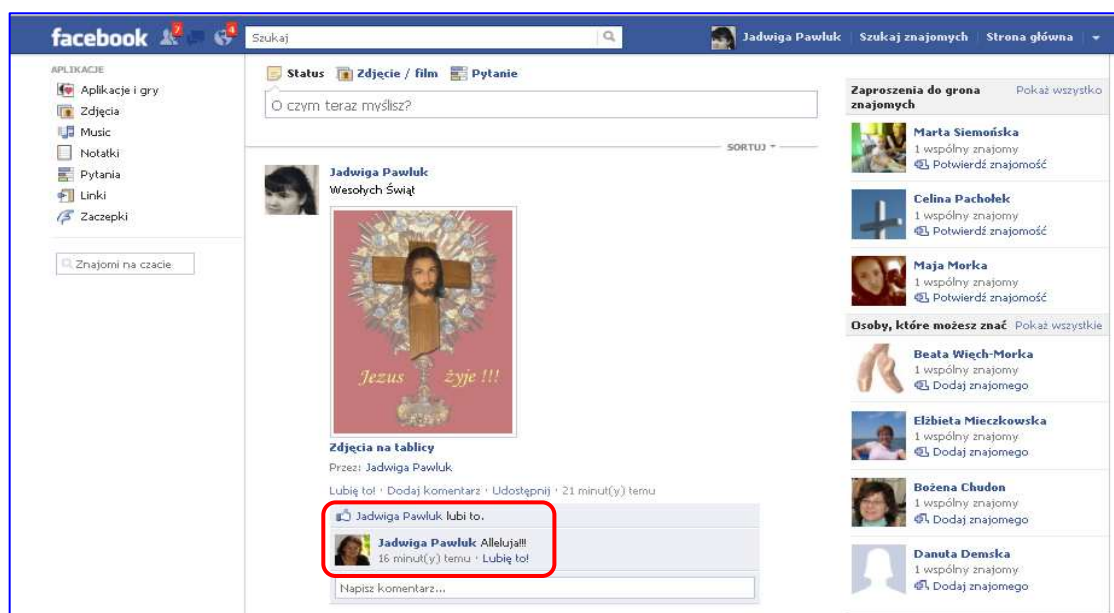 facebook 7 4 Szukaj Jadwiga Pawluk Szukaj znajomych Strona główna
APLIKACJE
Aplikacje i gry
Zdjęcia
Music
Notatki
Pytania
Linki
Zaczepki
Znajomi na czacie
Status Zdjęcie / film Pytanie
O czym teraz myślisz?
SORTUJ
Jadwiga Pawluk
Wesołych Świąt
Jezus żyje !!!
Zdjęcia na tablicy
Przez: Jadwiga Pawluk
Lubię to! · Dodaj komentarz · Udostępnij · 21 minut(y) temu
Jadwiga Pawluk lubi to.
Jadwiga Pawluk Alleluja!!!
16 minut(y) temu · Lubię to!
Napisz komentarz...
Zaproszenia do grona znajomych Pokaż wszystko
Marta Siemońska
1 wspólny znajomy
Potwierdź znajomość
Celina Pachołek
1 wspólny znajomy
Potwierdź znajomość
Maja Morka
1 wspólny znajomy
Potwierdź znajomość
Osoby, które możesz znać Pokaż wszystkie
Beata Więch-Morka
1 wspólny znajomy
Dodaj znajomego
Elżbieta Mieczkowska
1 wspólny znajomy
Dodaj znajomego
Bożena Chudon
1 wspólny znajomy
Dodaj znajomego
Danuta Demska
1 wspólny znajomy
Dodaj znajomego